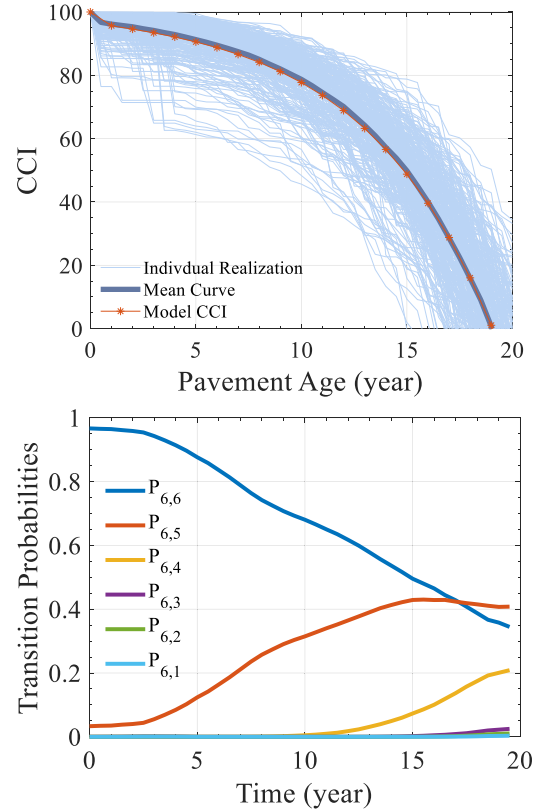 100
80
60
40
20
0
CCI
Indivdual Realization
Mean Curve
Model CCI
0 5 10 15 20
Pavement Age (year)
1
0.8
0.6
0.4
0.2
0
Transition Probabilities
P6,6
P6,5
P6,4
P6,3
P6,2
P6,1
0 5 10 15 20
Time (year)